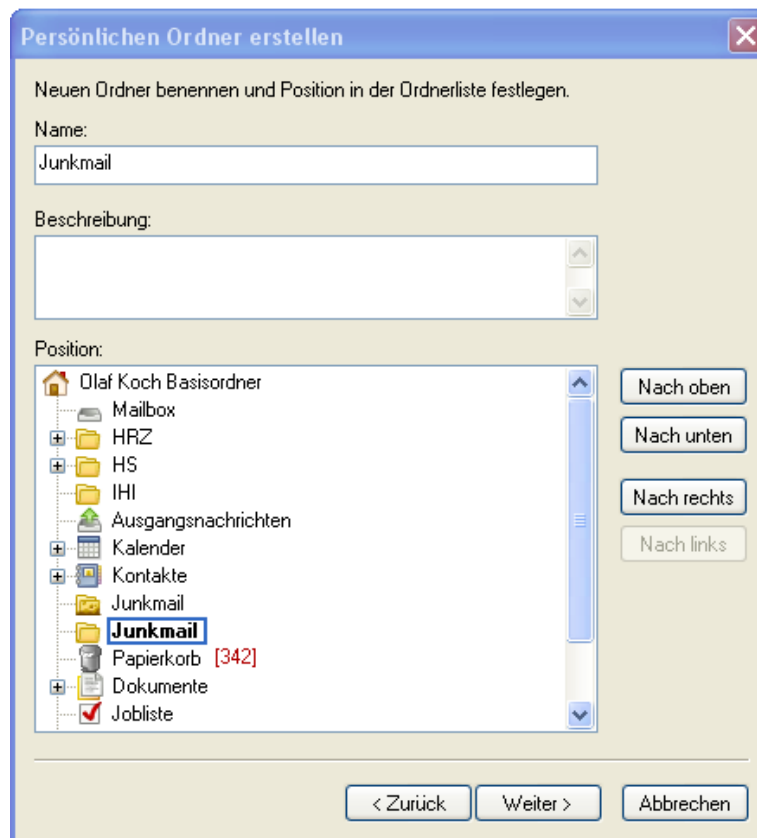 Persönlichen Ordner erstellen
Neuen Ordner benennen und Position in der Ordnerliste festlegen.
Name:
Junkmail
Beschreibung:
Position:
Olaf Koch Basisordner
Mailbox
HRZ
HS
IHI
Ausgangsnachrichten
Kalender
Kontakte
Junkmail
Junkmail
Papierkorb [342]
Dokumente
Jobliste
Nach oben
Nach unten
Nach rechts
Nach links
< Zurück
Weiter >
Abbrechen